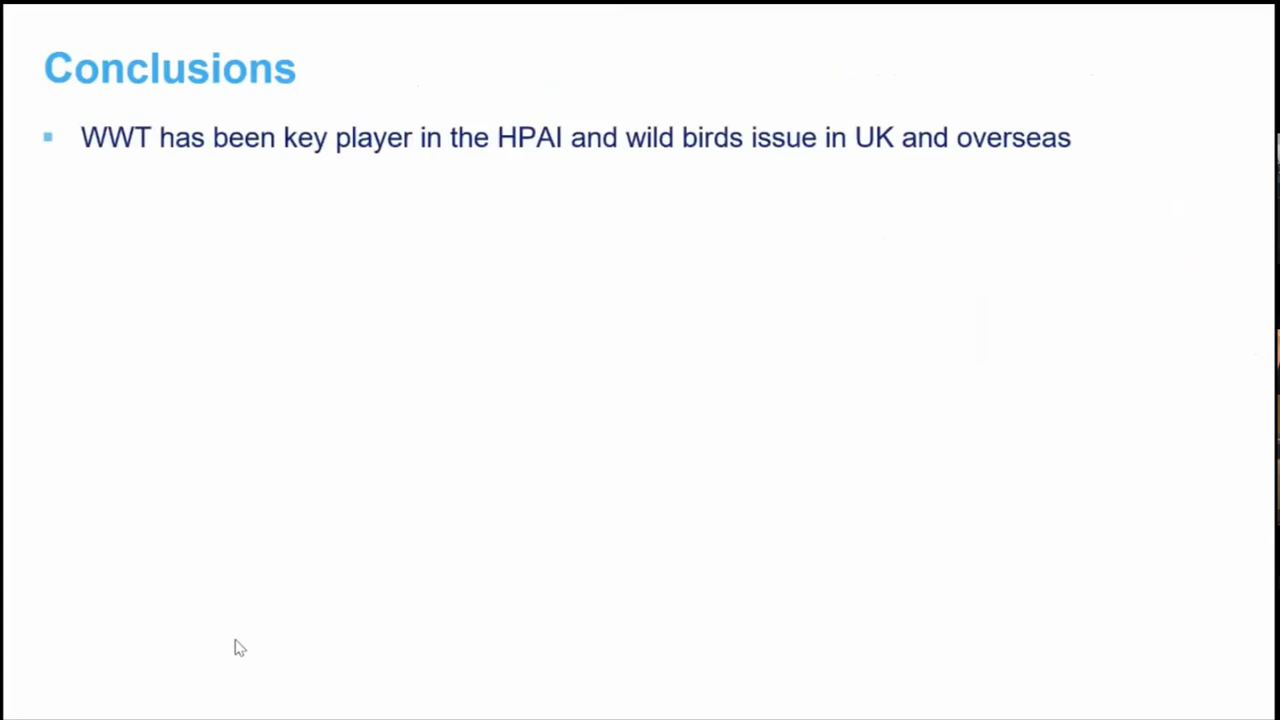 Conclusions
WWT has been key player in the HPAI and wild birds issue in UK and overseas